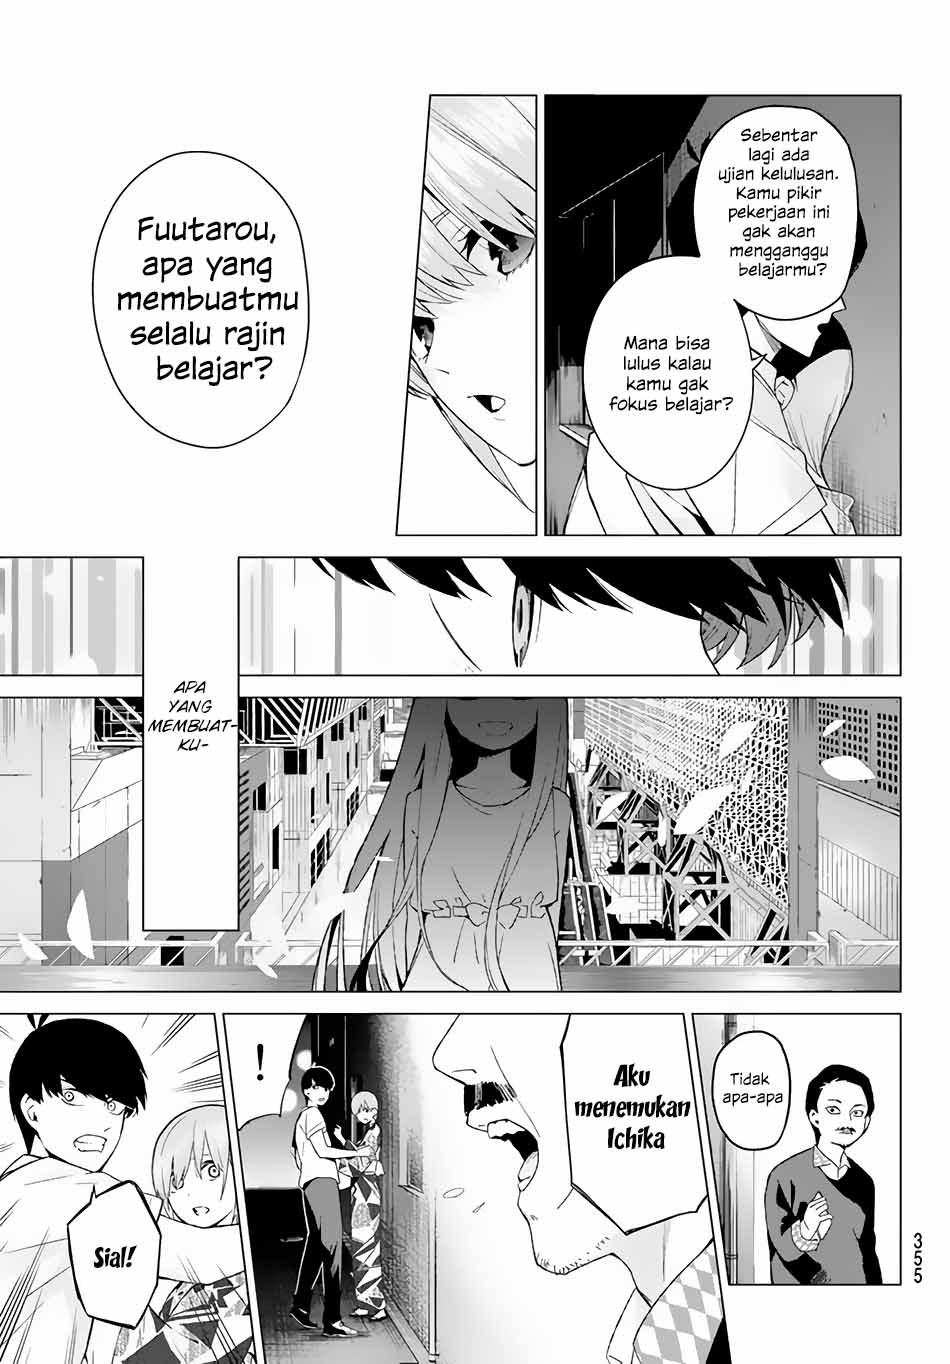 Sebentar
lagi ada
ujian kelulusan.
Kamu pikir
pekerjaan ini
gak akan
mengganggu
belajarmu?
Mana bisa
lulus kalau
kamu gak
fokus belajar?
Fuutarou,
apa yang
membuatmu
selalu rajin
belajar?
APA
YANG
MEMBUAT-
KU-
Tidak
apa-apa
Aku
menemukan
Ichika
!
Sial!
355